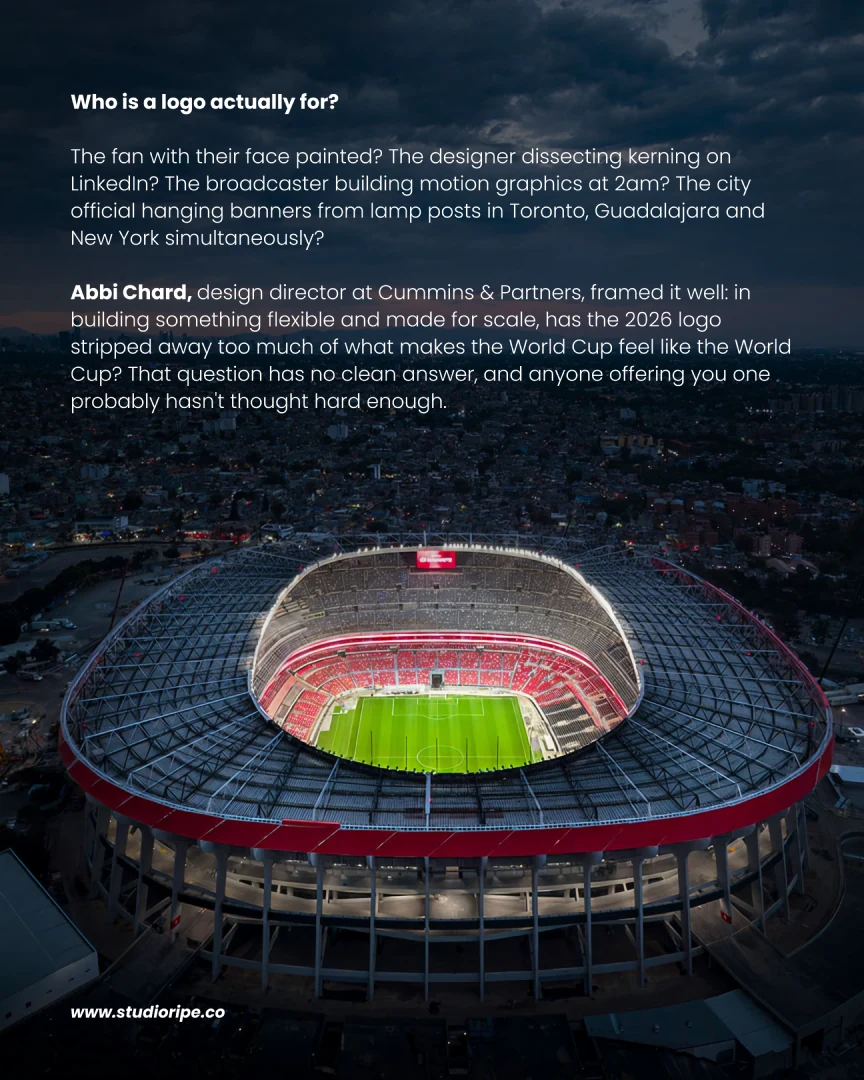 Who is a logo actually for?
The fan with their face painted? The designer dissecting kerning on
LinkedIn? The broadcaster building motion graphics at 2am? The city
official hanging banners from lamp posts in Toronto, Guadalajara and
New York simultaneously?
Abbi Chard, design director at Cummins & Partners, framed it well: in
building something flexible and made for scale, has the 2026 logo
stripped away too much of what makes the World Cup feel like the World
Cup? That question has no clean answer, and anyone offering you one
probably hasn't thought hard enough.
www.studioripe.co